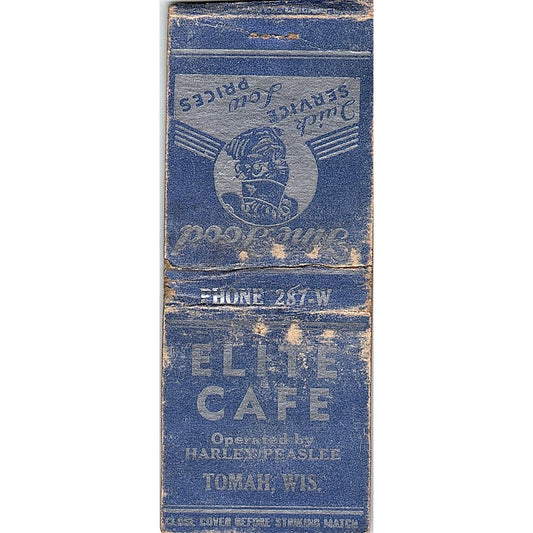 Quick
SERVICE
Low
PRICES
Fine Food
PHONE 287-W
ELITE
CAFE
Operated by
HARLEY PEASLEE
TOMAH, WIS.
CLOSE COVER BEFORE STRIKING MATCH